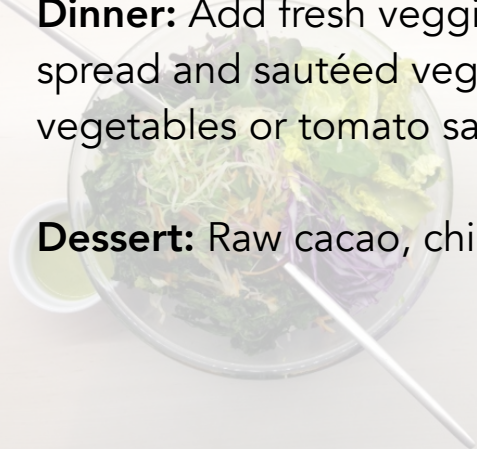 Dinner: Add fresh veggi
spread and sautéed veg
vegetables or tomato sa
Dessert: Raw cacao, chi